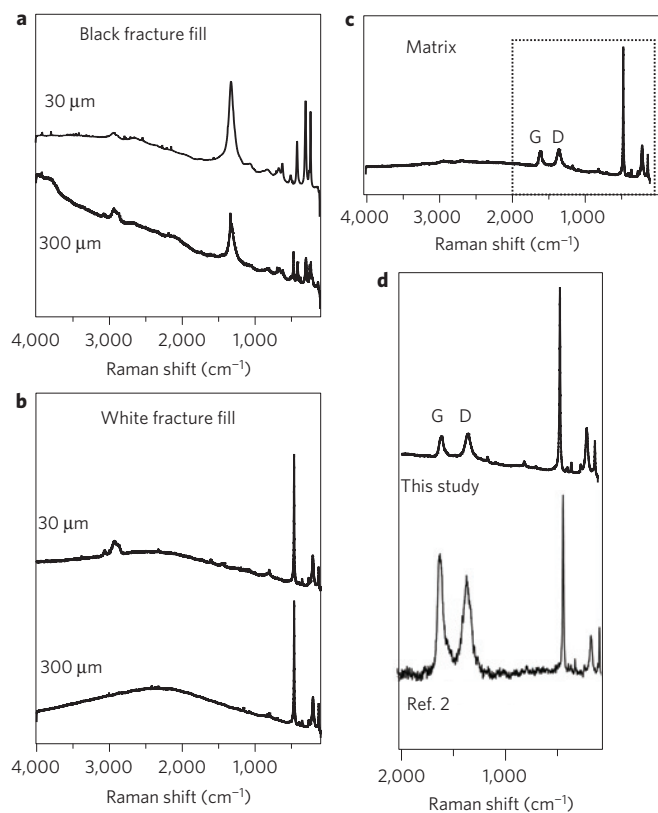 a
Black fracture fill
30 µm
300 µm
4,000 3,000 2,000 1,000
Raman shift (cm−1)
b
White fracture fill
30 µm
300 µm
4,000 3,000 2,000 1,000
Raman shift (cm−1)
c
Matrix
G D
4,000 3,000 2,000 1,000
Raman shift (cm−1)
d
G D
This study
Ref. 2
2,000 1,000
Raman shift (cm−1)